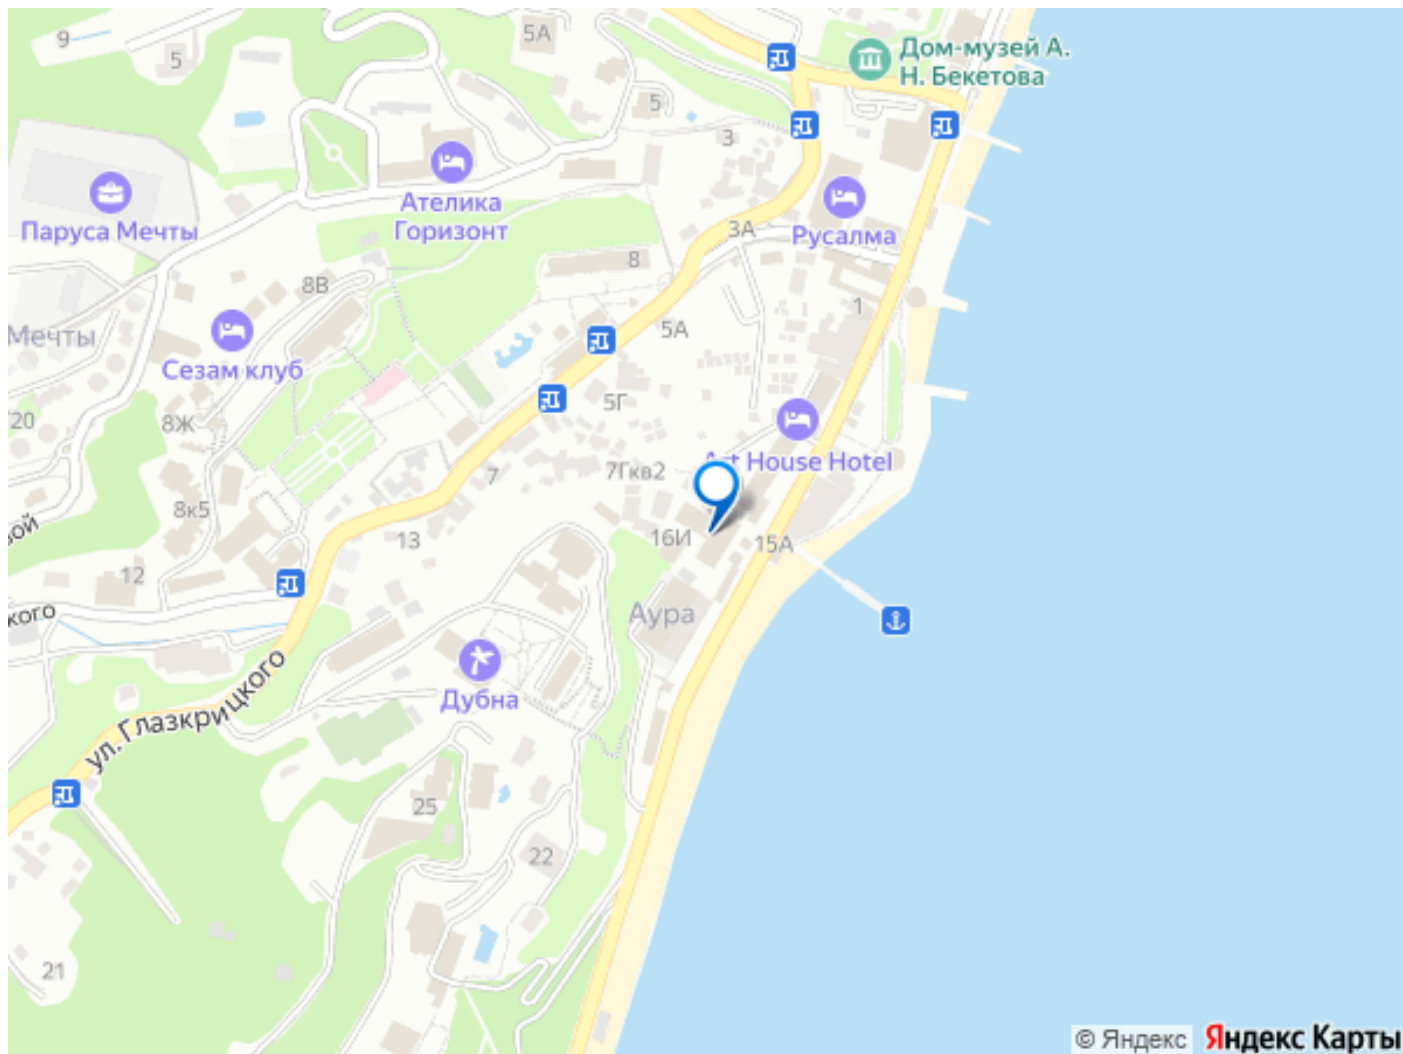 9
5
5А
Дом-музей А.
Н. Бекетова
5
3
Ателика
Горизонт
Паруса Мечты
3А
Русалма
8
8В
1
Мечты
5А
Сезам клуб
5Г
20
8Ж
Art House Hotel
7Гкв2
7
8к5
вой
13
16И
15А
12
кого
Аура
Дубна
ул. Глазкрицкого
25
22
21
© Яндекс
Яндекс Карты